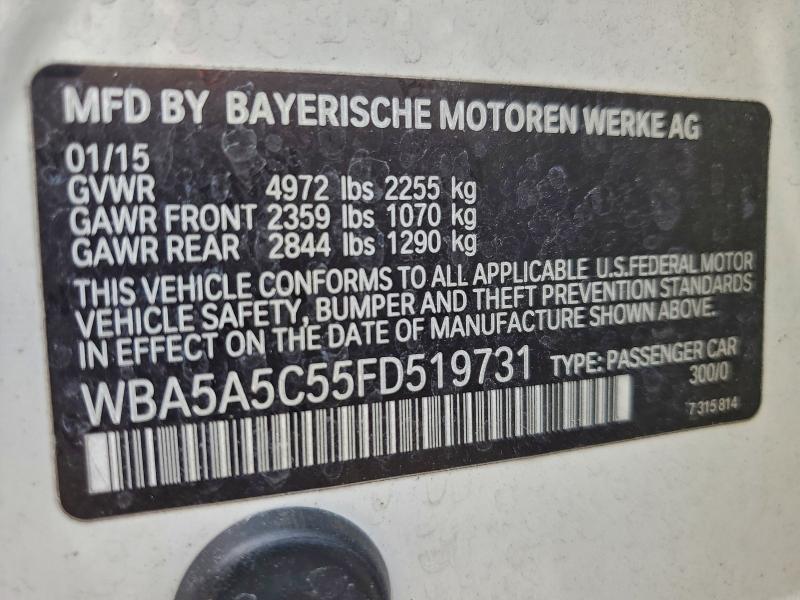 MFD BY BAYERISCHE MOTOREN WERKE AG
01/15
GVWR 4972 lbs 2255 kg
GAWR FRONT 2359 lbs 1070 kg
GAWR REAR 2844 lbs 1290 kg
THIS VEHICLE CONFORMS TO ALL APPLICABLE U.S.FEDERAL MOTOR
VEHICLE SAFETY, BUMPER AND THEFT PREVENTION STANDARDS
IN EFFECT ON THE DATE OF MANUFACTURE SHOWN ABOVE.
WBA5A5C55FD519731 TYPE: PASSENGER CAR
300/0
7 315 814